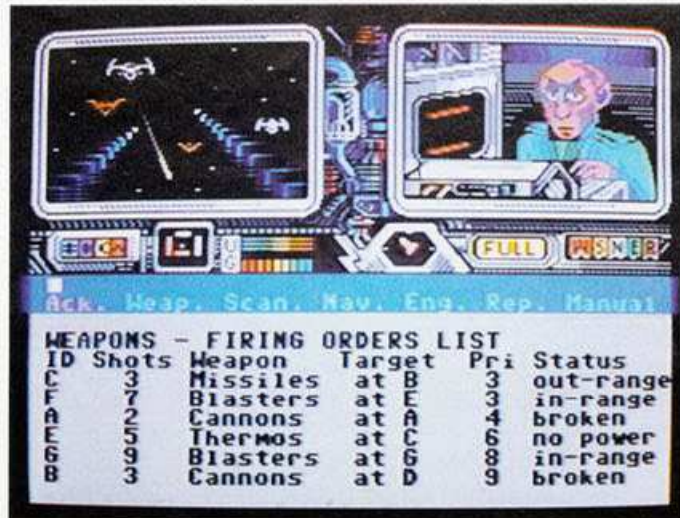 FULL
WSNER
Ack. Weap. Scan. Nav. Eng. Rep. Manual
WEAPONS - FIRING ORDERS LIST
ID Shots Weapon Target Pri Status
C 3 Missiles at B 3 out-range
F 7 Blasters at E 3 in-range
A 2 Cannons at A 4 broken
E 5 Thermos at C 6 no power
G 9 Blasters at G 8 in-range
B 3 Cannons at D 9 broken